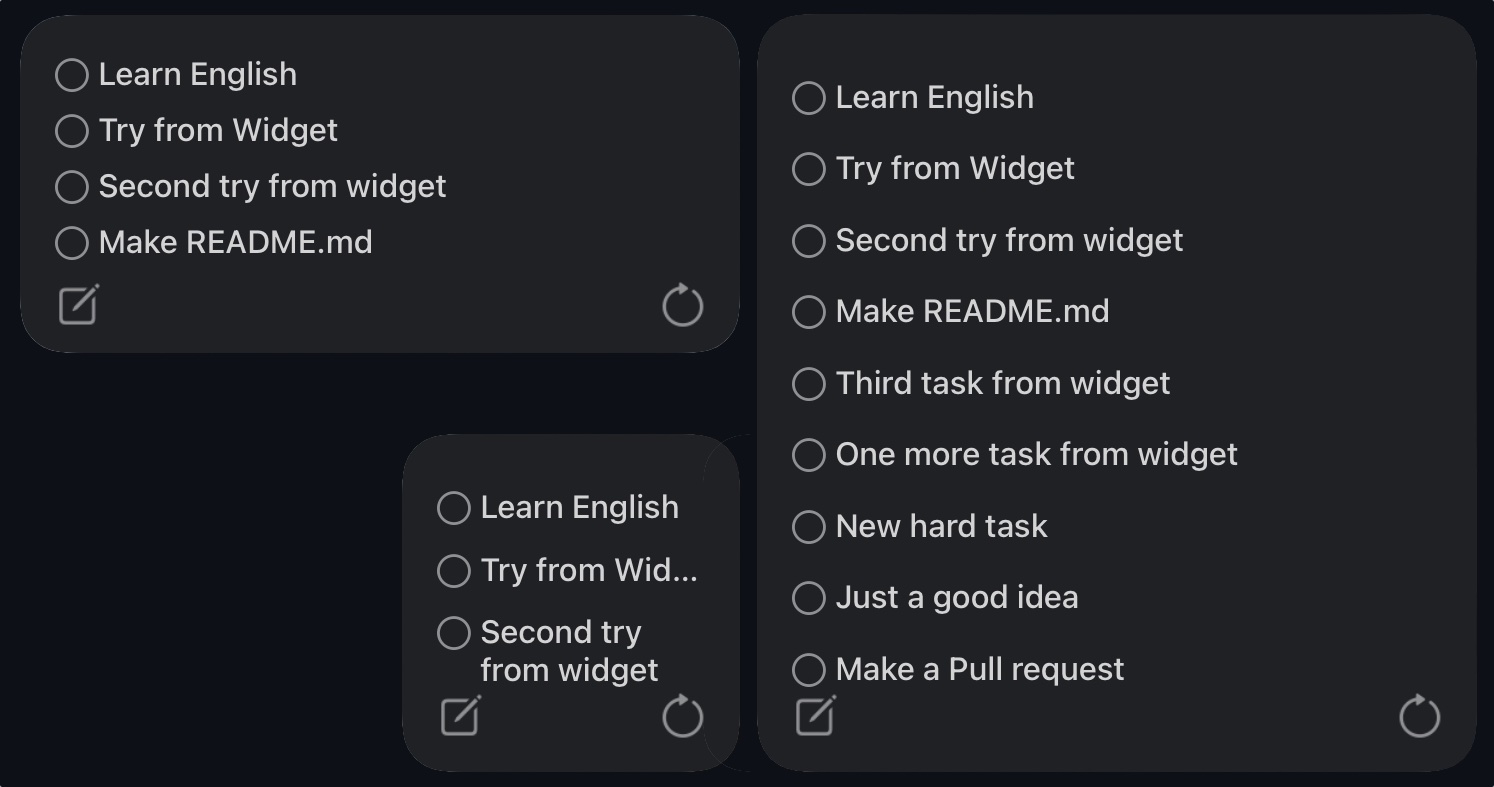 Learn English
Try from Widget
Second try from widget
Make README.md
Learn English
Try from Wid...
Second try
from widget
Learn English
Try from Widget
Second try from widget
Make README.md
Third task from widget
One more task from widget
New hard task
Just a good idea
Make a Pull request